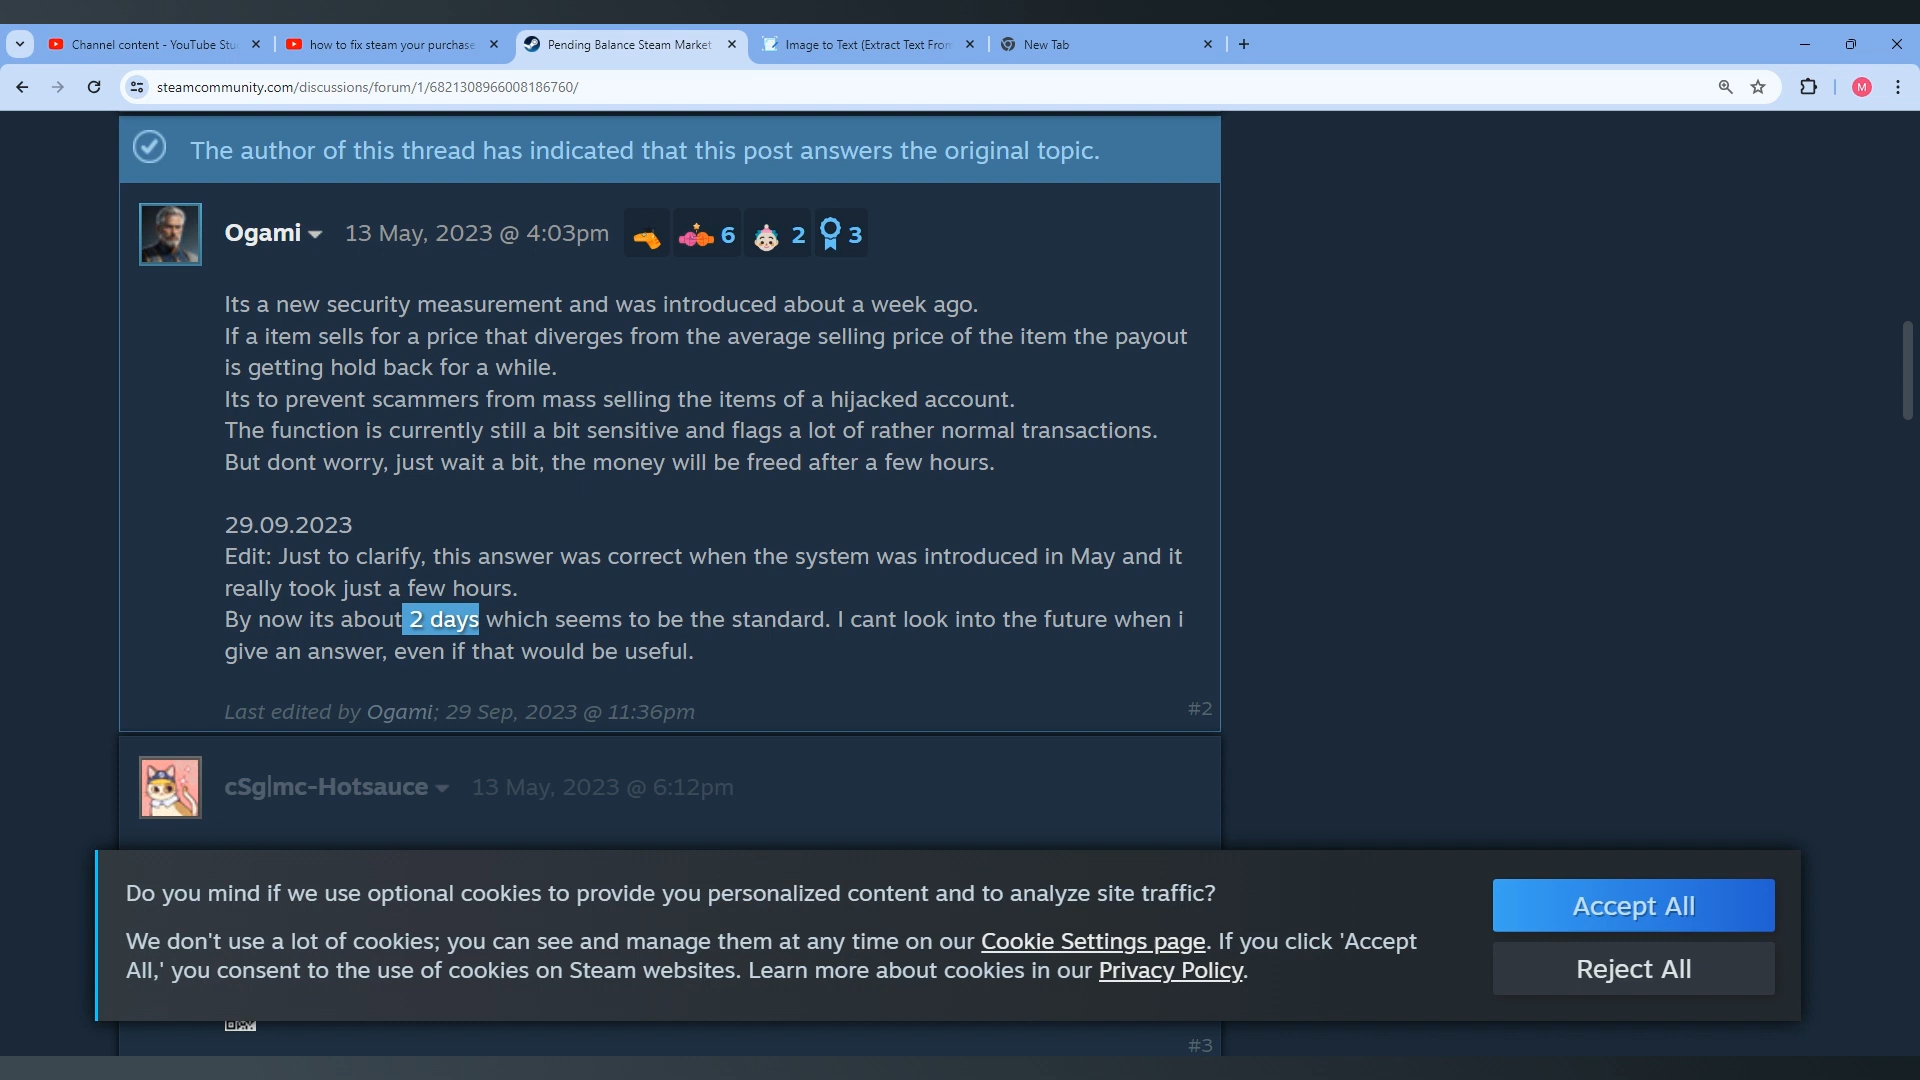 Channel content - YouTube Stu
how to fix steam your purchase
Pending Balance Steam Market
Image to Text (Extract Text From
New Tab
steamcommunity.com/discussions/forum/1/6821308966008186760/
M
The author of this thread has indicated that this post answers the original topic.
Ogami 13 May, 2023 @ 4:03pm 6 2 3
Its a new security measurement and was introduced about a week ago.
If a item sells for a price that diverges from the average selling price of the item the payout
is getting hold back for a while.
Its to prevent scammers from mass selling the items of a hijacked account.
The function is currently still a bit sensitive and flags a lot of rather normal transactions.
But dont worry, just wait a bit, the money will be freed after a few hours.
29.09.2023
Edit: Just to clarify, this answer was correct when the system was introduced in May and it
really took just a few hours.
By now its about 2 days which seems to be the standard. I cant look into the future when i
give an answer, even if that would be useful.
Last edited by Ogami; 29 Sep, 2023 @ 11:36pm
#2
cSg|mc-Hotsauce 13 May, 2023 @ 6:12pm
Do you mind if we use optional cookies to provide you personalized content and to analyze site traffic?
We don't use a lot of cookies; you can see and manage them at any time on our Cookie Settings page. If you click 'Accept
All,' you consent to the use of cookies on Steam websites. Learn more about cookies in our Privacy Policy.
Accept All
Reject All
#3